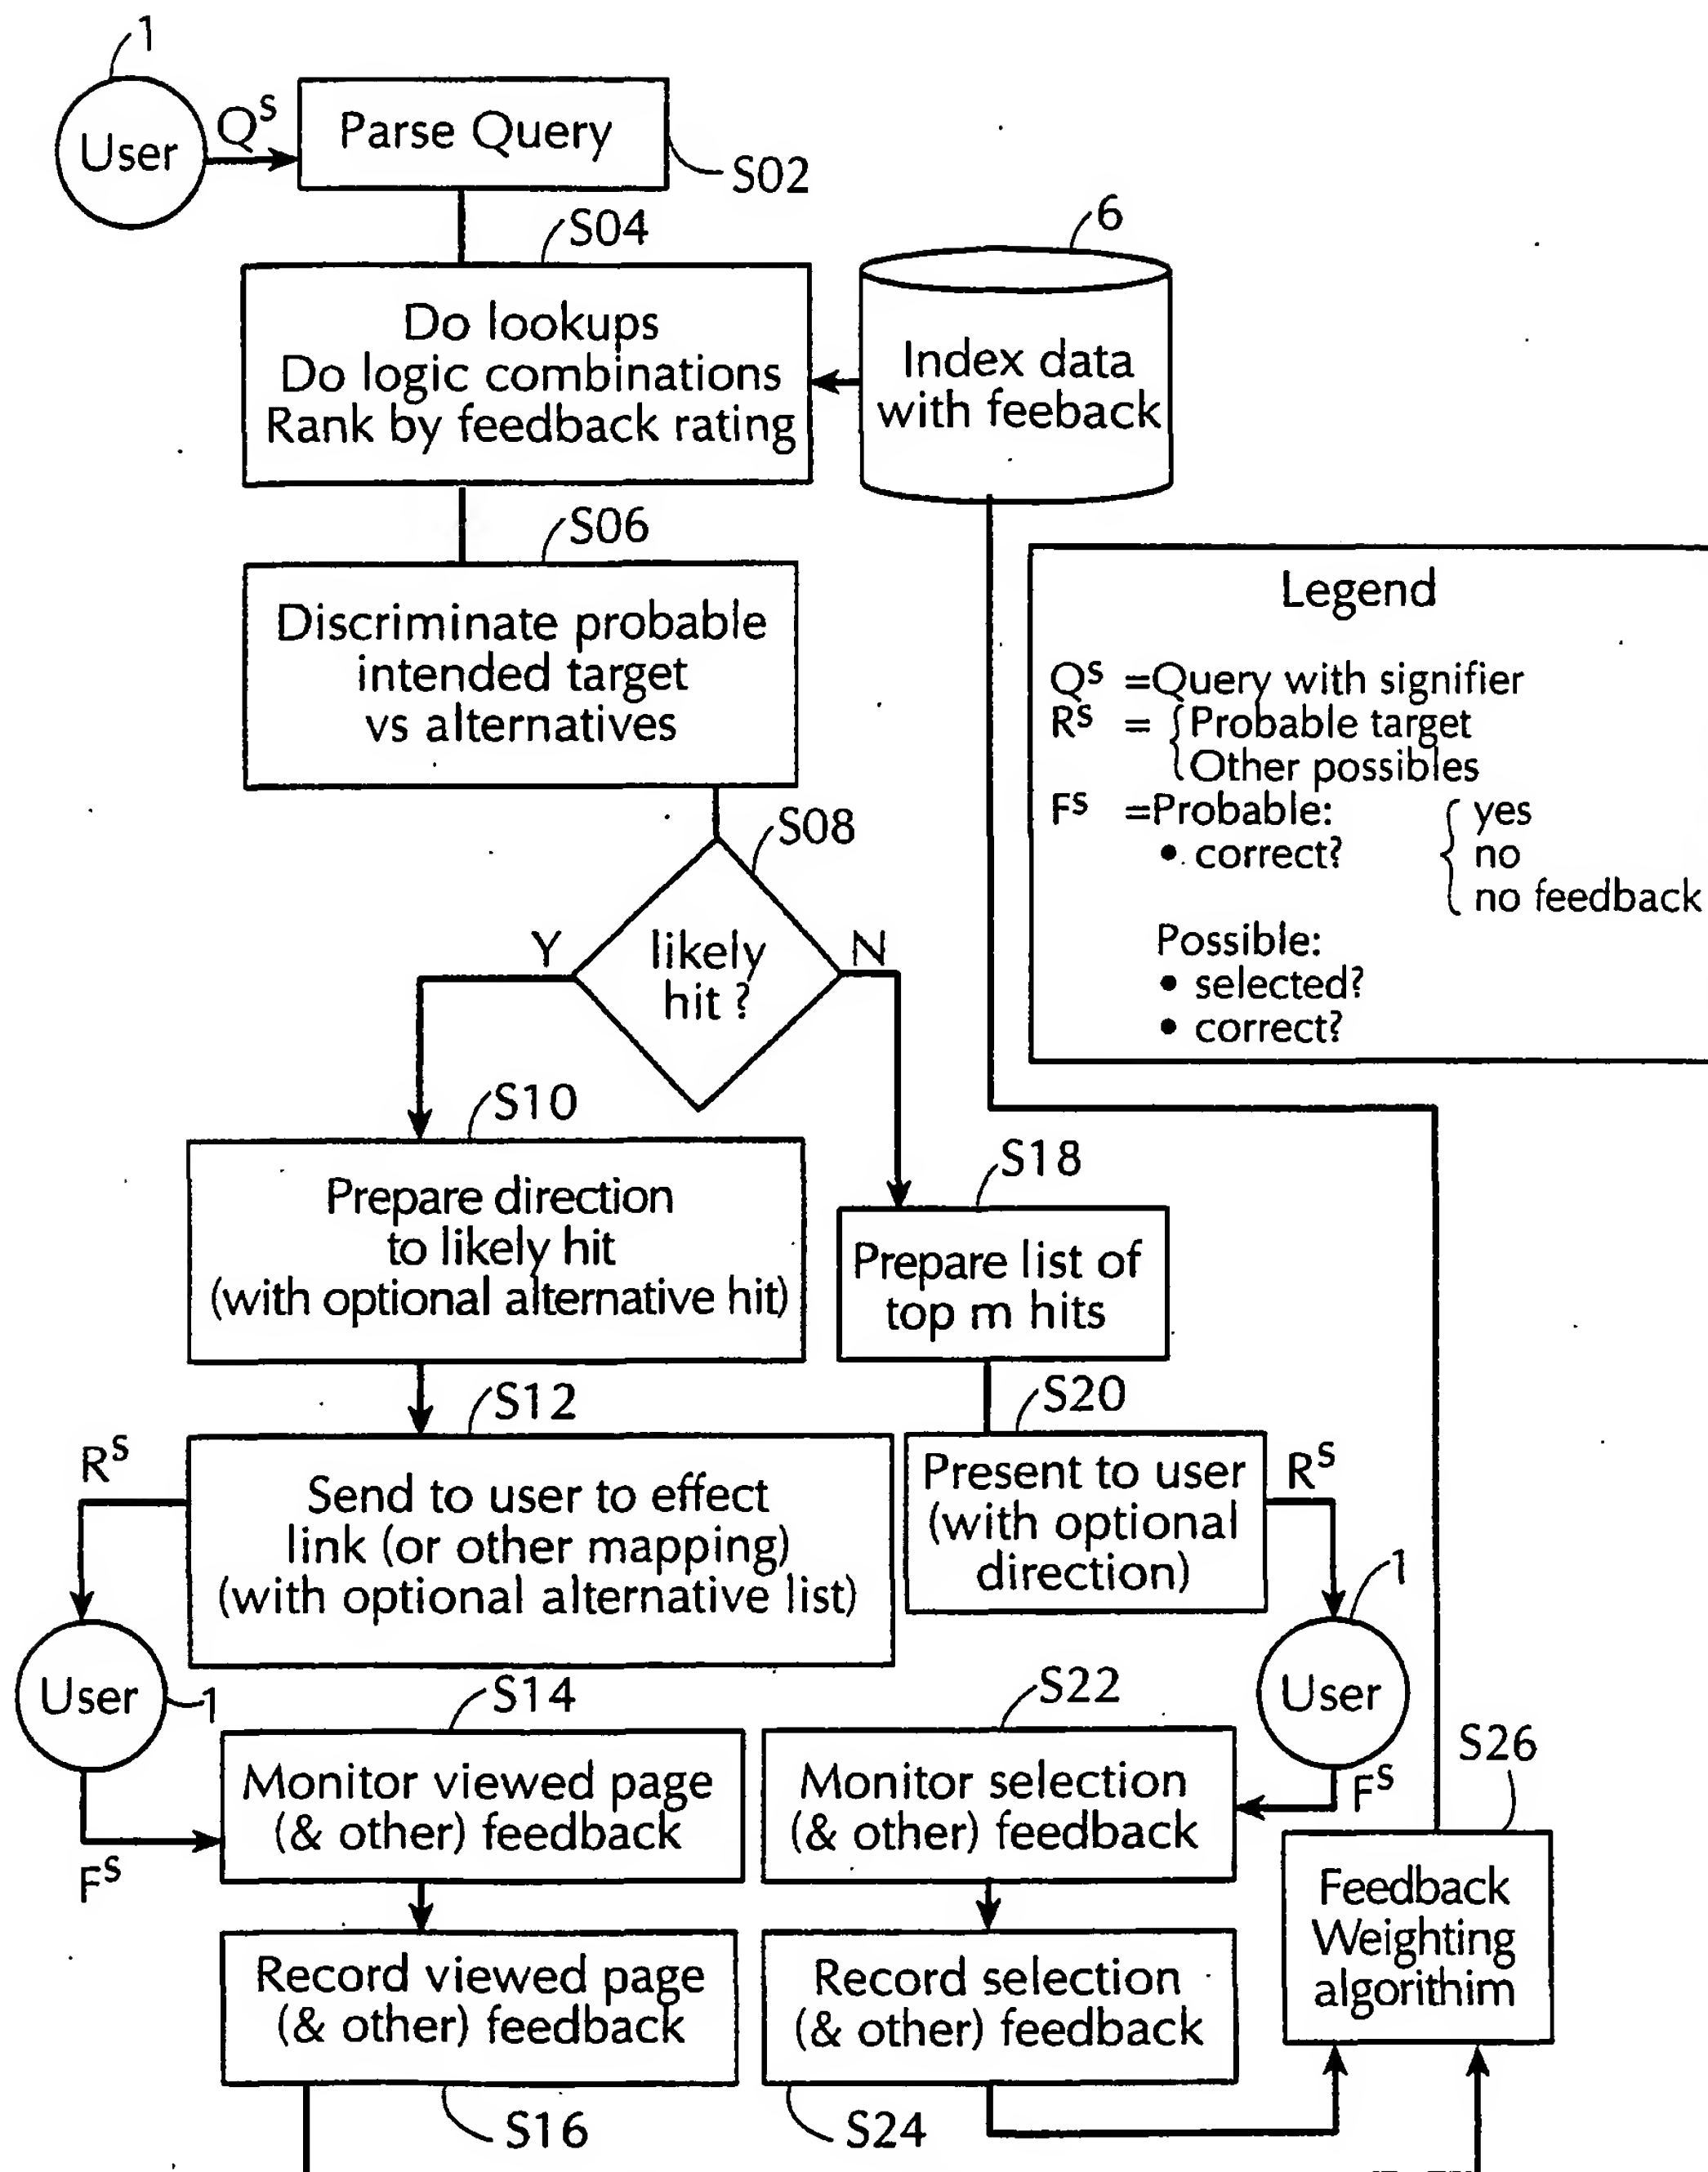 1
User
Qˢ
Parse Query
S02
S04
6
Do lookups
Do logic combinations
Rank by feedback rating
Index data
with feeback
S06
Discriminate probable
intended target
vs alternatives
Legend
Qˢ =Query with signifier
Rˢ = { Probable target
Other possibles
Fˢ =Probable: { yes
• correct? no
no feedback
Possible:
• selected?
• correct?
S08
Y
likely
hit ?
N
S10
Prepare direction
to likely hit
(with optional alternative hit)
S18
Prepare list of
top m hits
S12
Rˢ
Send to user to effect
link (or other mapping)
(with optional alternative list)
S20
Present to user
(with optional
direction)
Rˢ
1
User
1
User
S14
Fˢ
Monitor viewed page
(& other) feedback
S22
Monitor selection
(& other) feedback
Fˢ
S26
Feedback
Weighting
algorithim
Record viewed page
(& other) feedback
S16
Record selection
(& other) feedback
S24